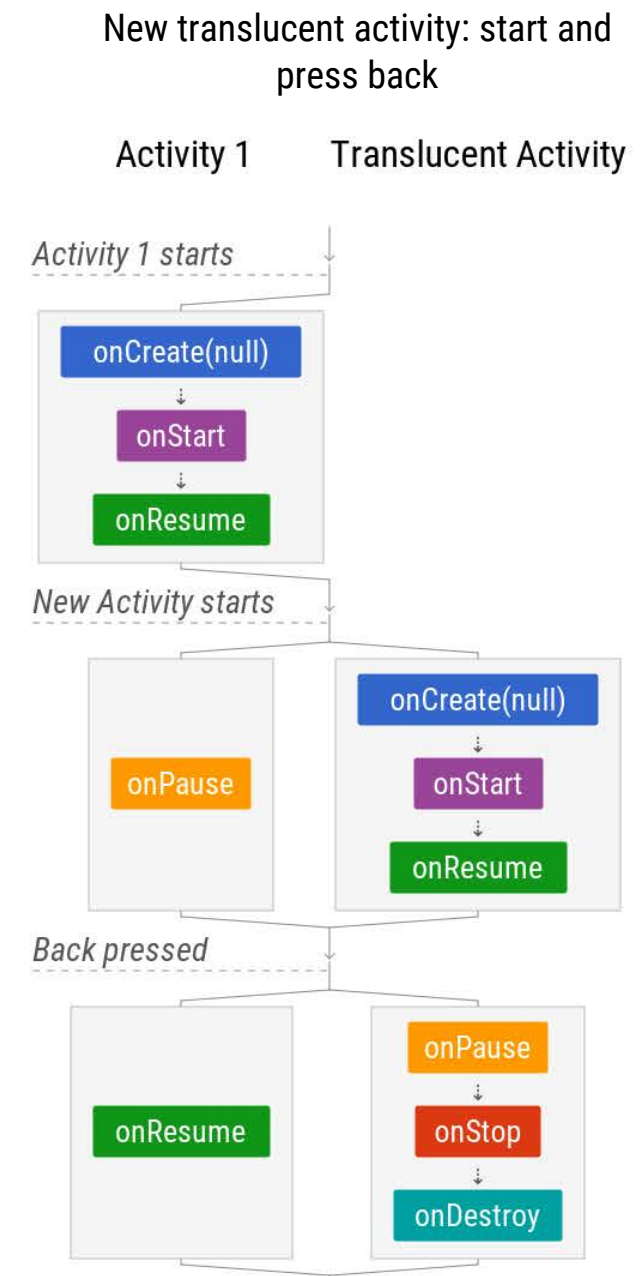 New translucent activity: start and
press back
Activity 1
Translucent Activity
Activity 1 starts
onCreate(null)
onStart
onResume
New Activity starts
onPause
onCreate(null)
onStart
onResume
Back pressed
onResume
onPause
onStop
onDestroy